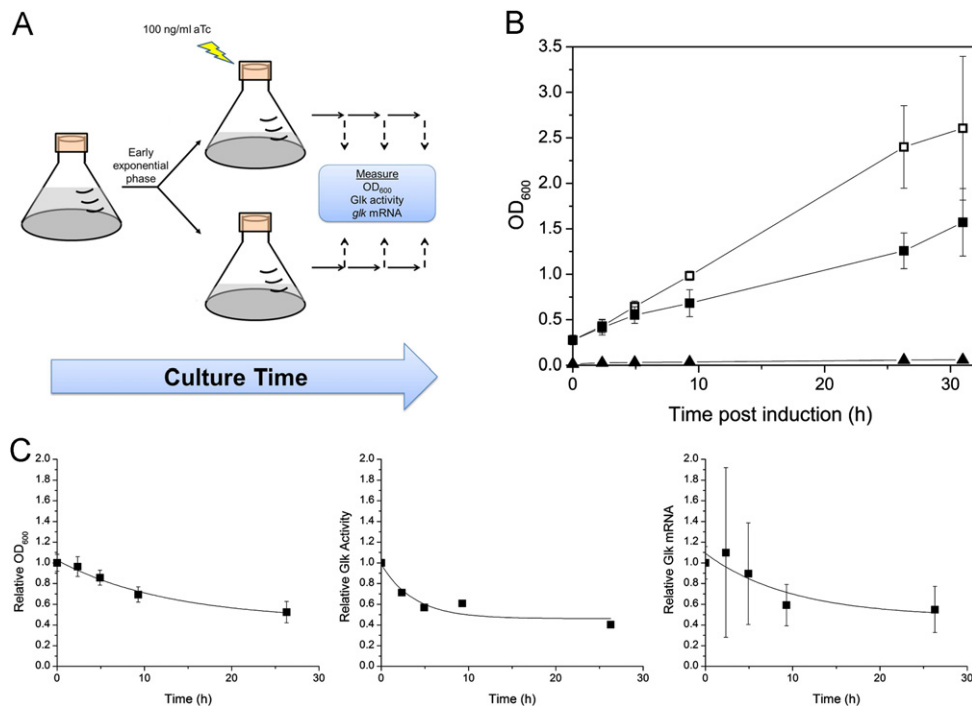 A
100 ng/ml aTc
Early
exponential
phase
Measure
OD600
Glk activity
glk mRNA
Culture Time
B
3.5
3.0
2.5
2.0
1.5
1.0
0.5
0.0
OD600
0
10
20
30
Time post induction (h)
C
2.0
1.8
1.6
1.4
1.2
1.0
0.8
0.6
0.4
0.2
0.0
Relative OD600
0
10
20
30
Time (h)
2.0
1.8
1.6
1.4
1.2
1.0
0.8
0.6
0.4
0.2
0.0
Relative Glk Activity
0
10
20
30
Time (h)
2.0
1.8
1.6
1.4
1.2
1.0
0.8
0.6
0.4
0.2
0.0
Relative Glk mRNA
0
10
20
30
Time (h)